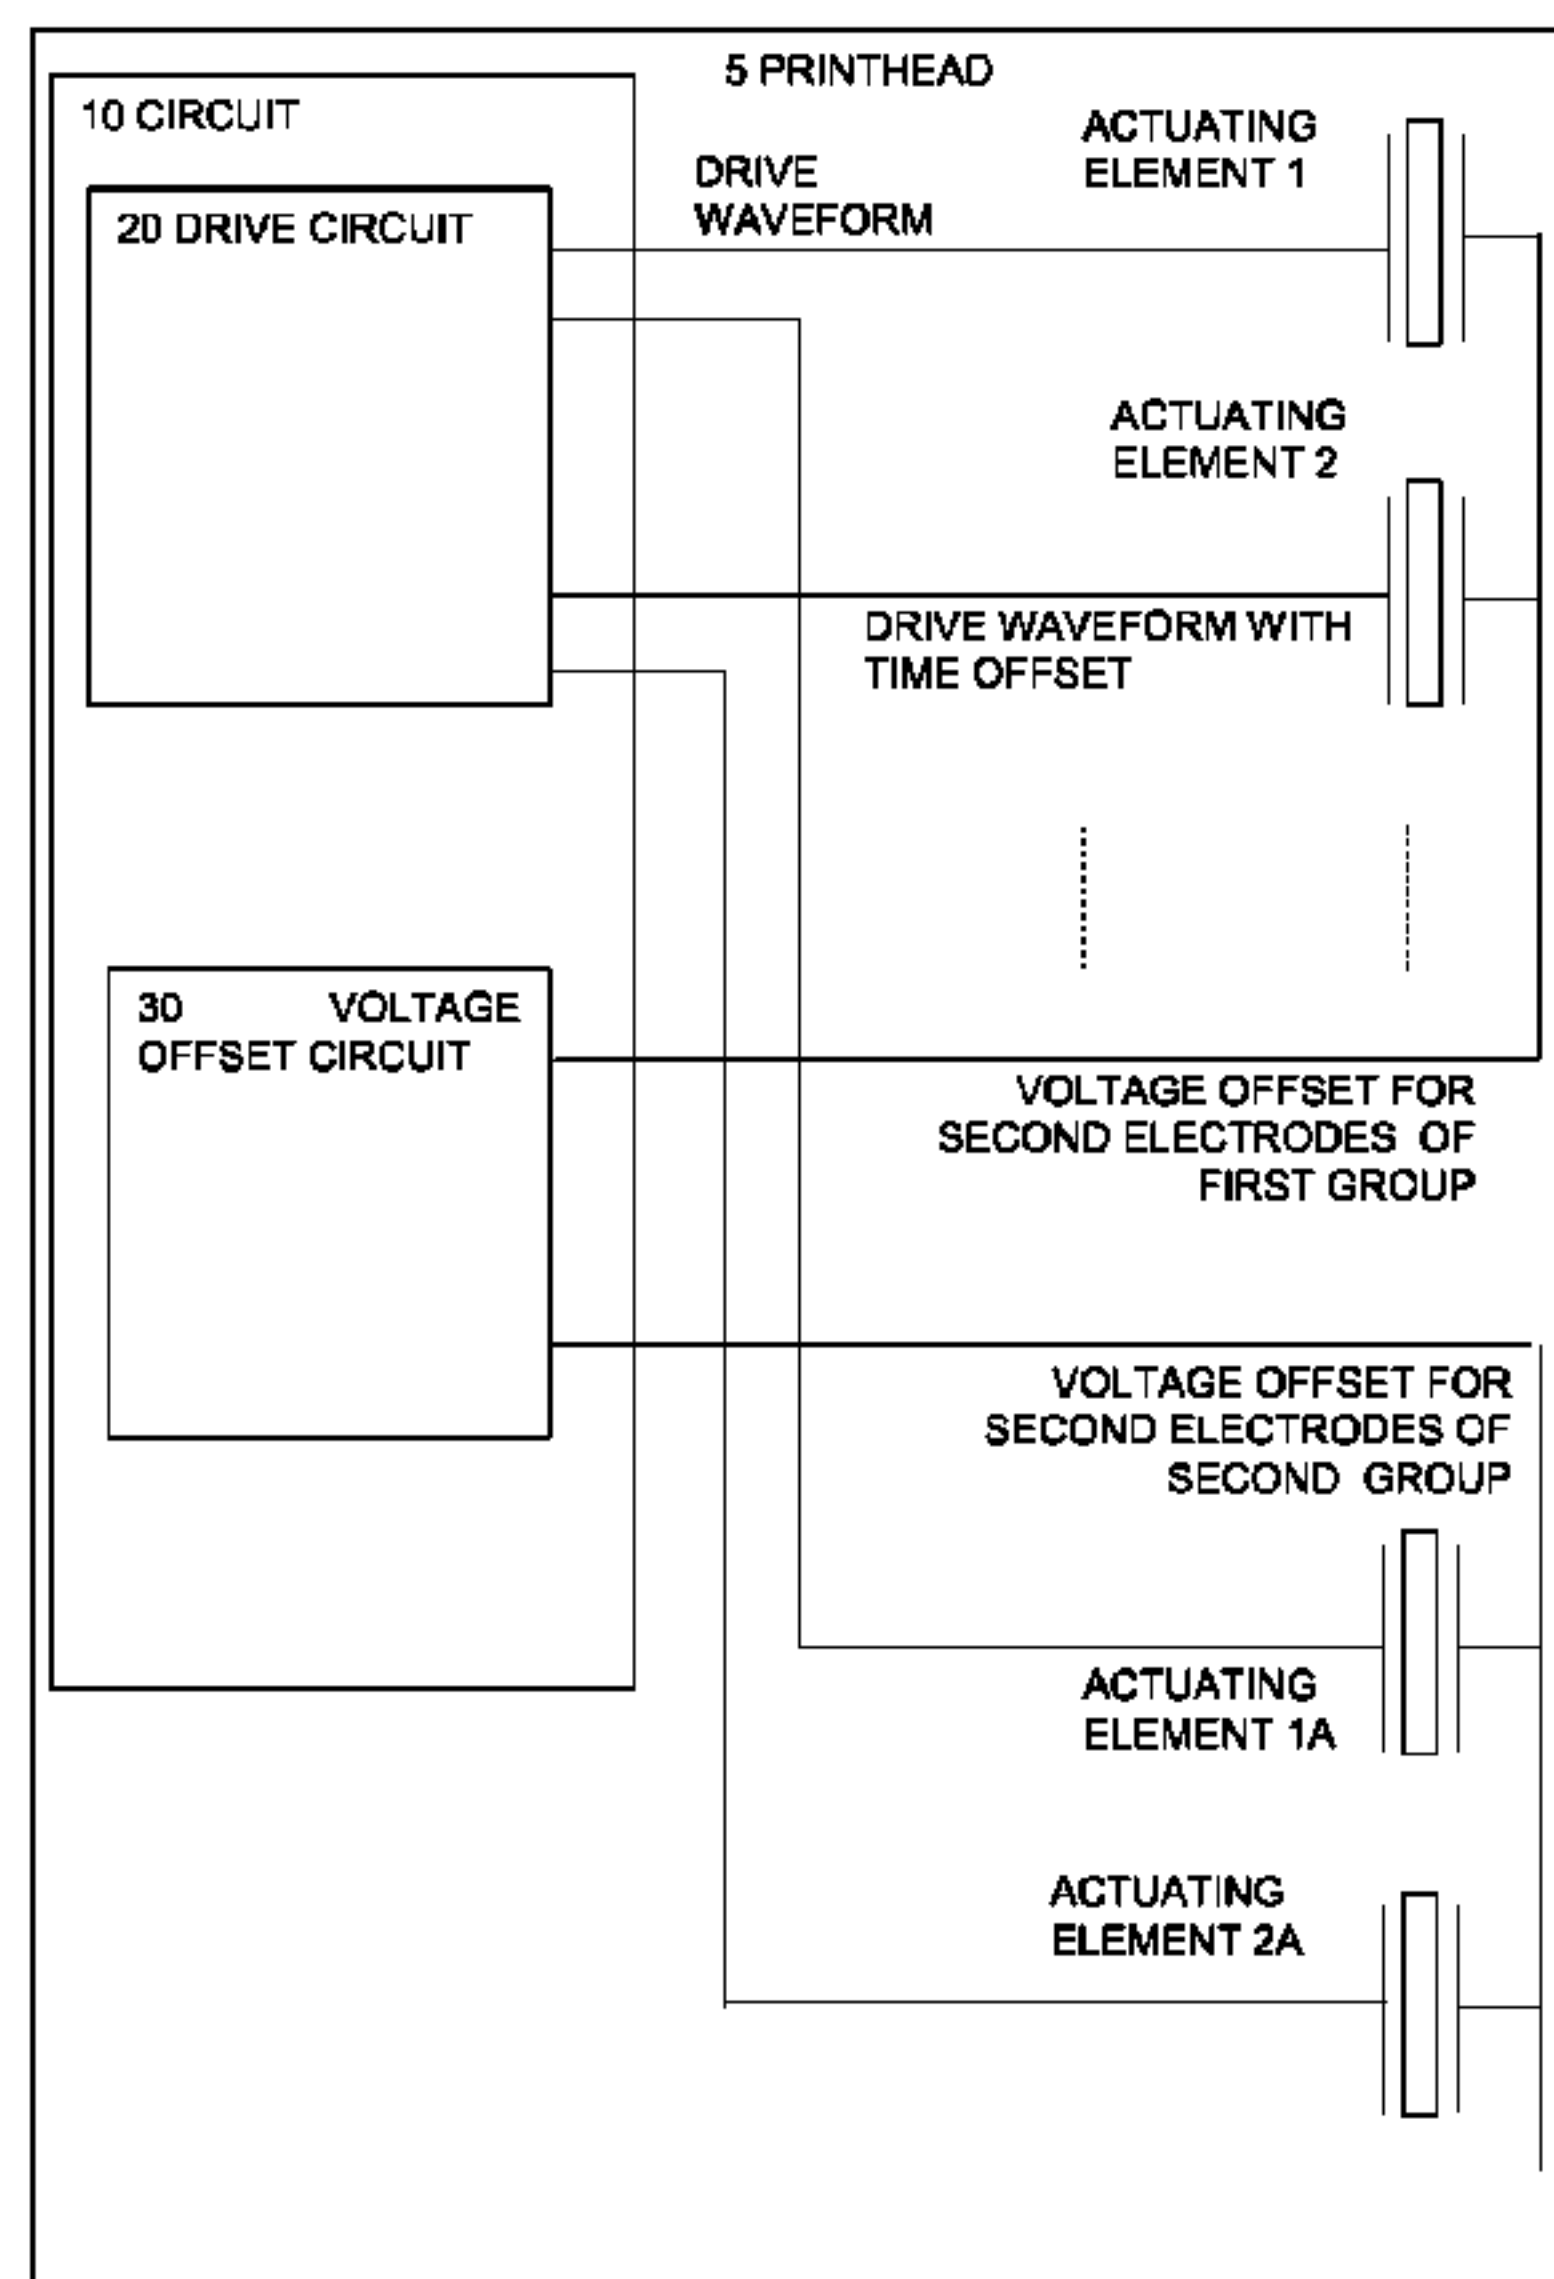 5 PRINTHEAD
10 CIRCUIT
ACTUATING
ELEMENT 1
DRIVE
WAVEFORM
20 DRIVE CIRCUIT
ACTUATING
ELEMENT 2
DRIVE WAVEFORM WITH
TIME OFFSET
30 VOLTAGE
OFFSET CIRCUIT
VOLTAGE OFFSET FOR
SECOND ELECTRODES OF
FIRST GROUP
VOLTAGE OFFSET FOR
SECOND ELECTRODES OF
SECOND GROUP
ACTUATING
ELEMENT 1A
ACTUATING
ELEMENT 2A